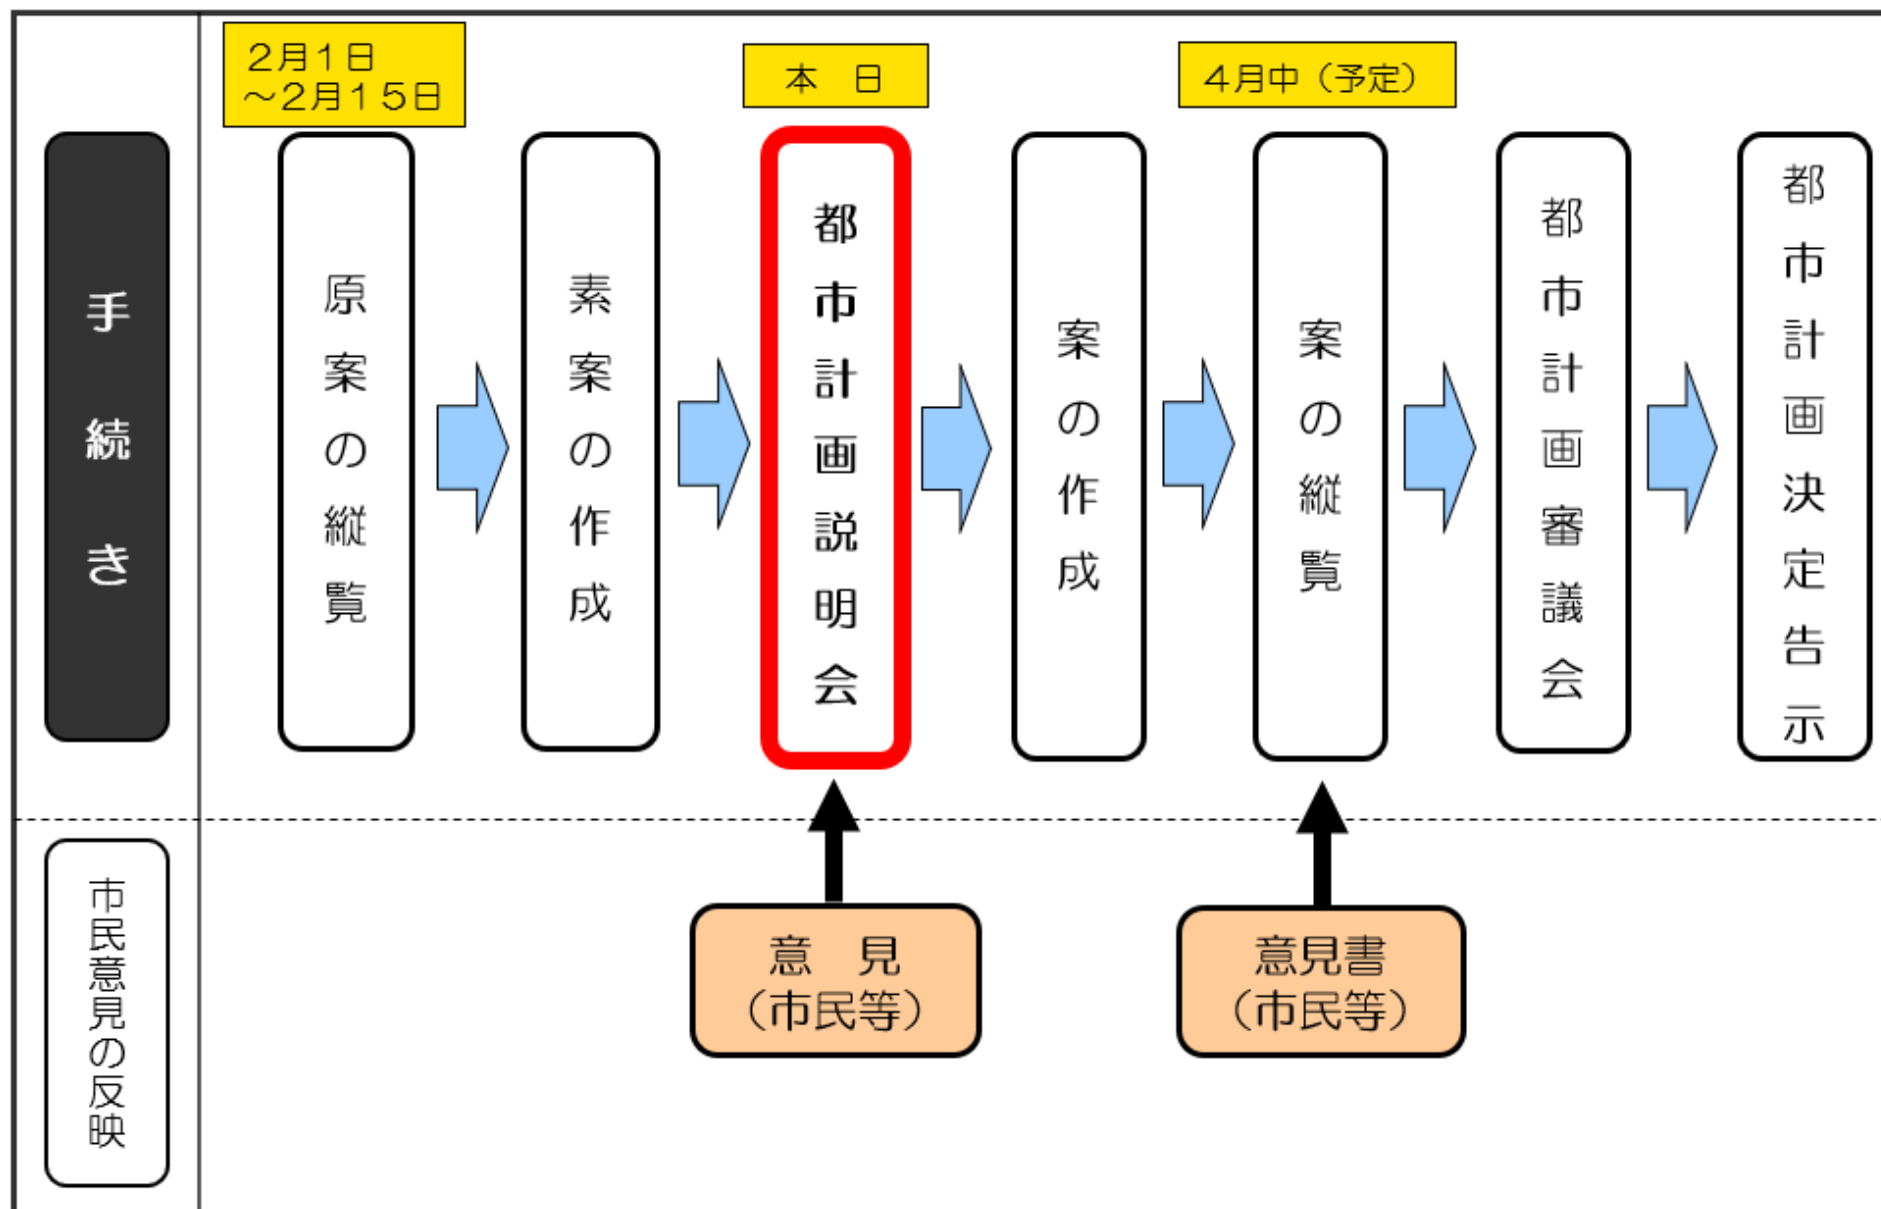 2月1日
～2月15日
本　日
4月中（予定）
手続き
原案の縦覧
素案の作成
都市計画説明会
案の作成
案の縦覧
都市計画審議会
都市計画決定告示
市民意見の反映
意　見
（市民等）
意見書
（市民等）